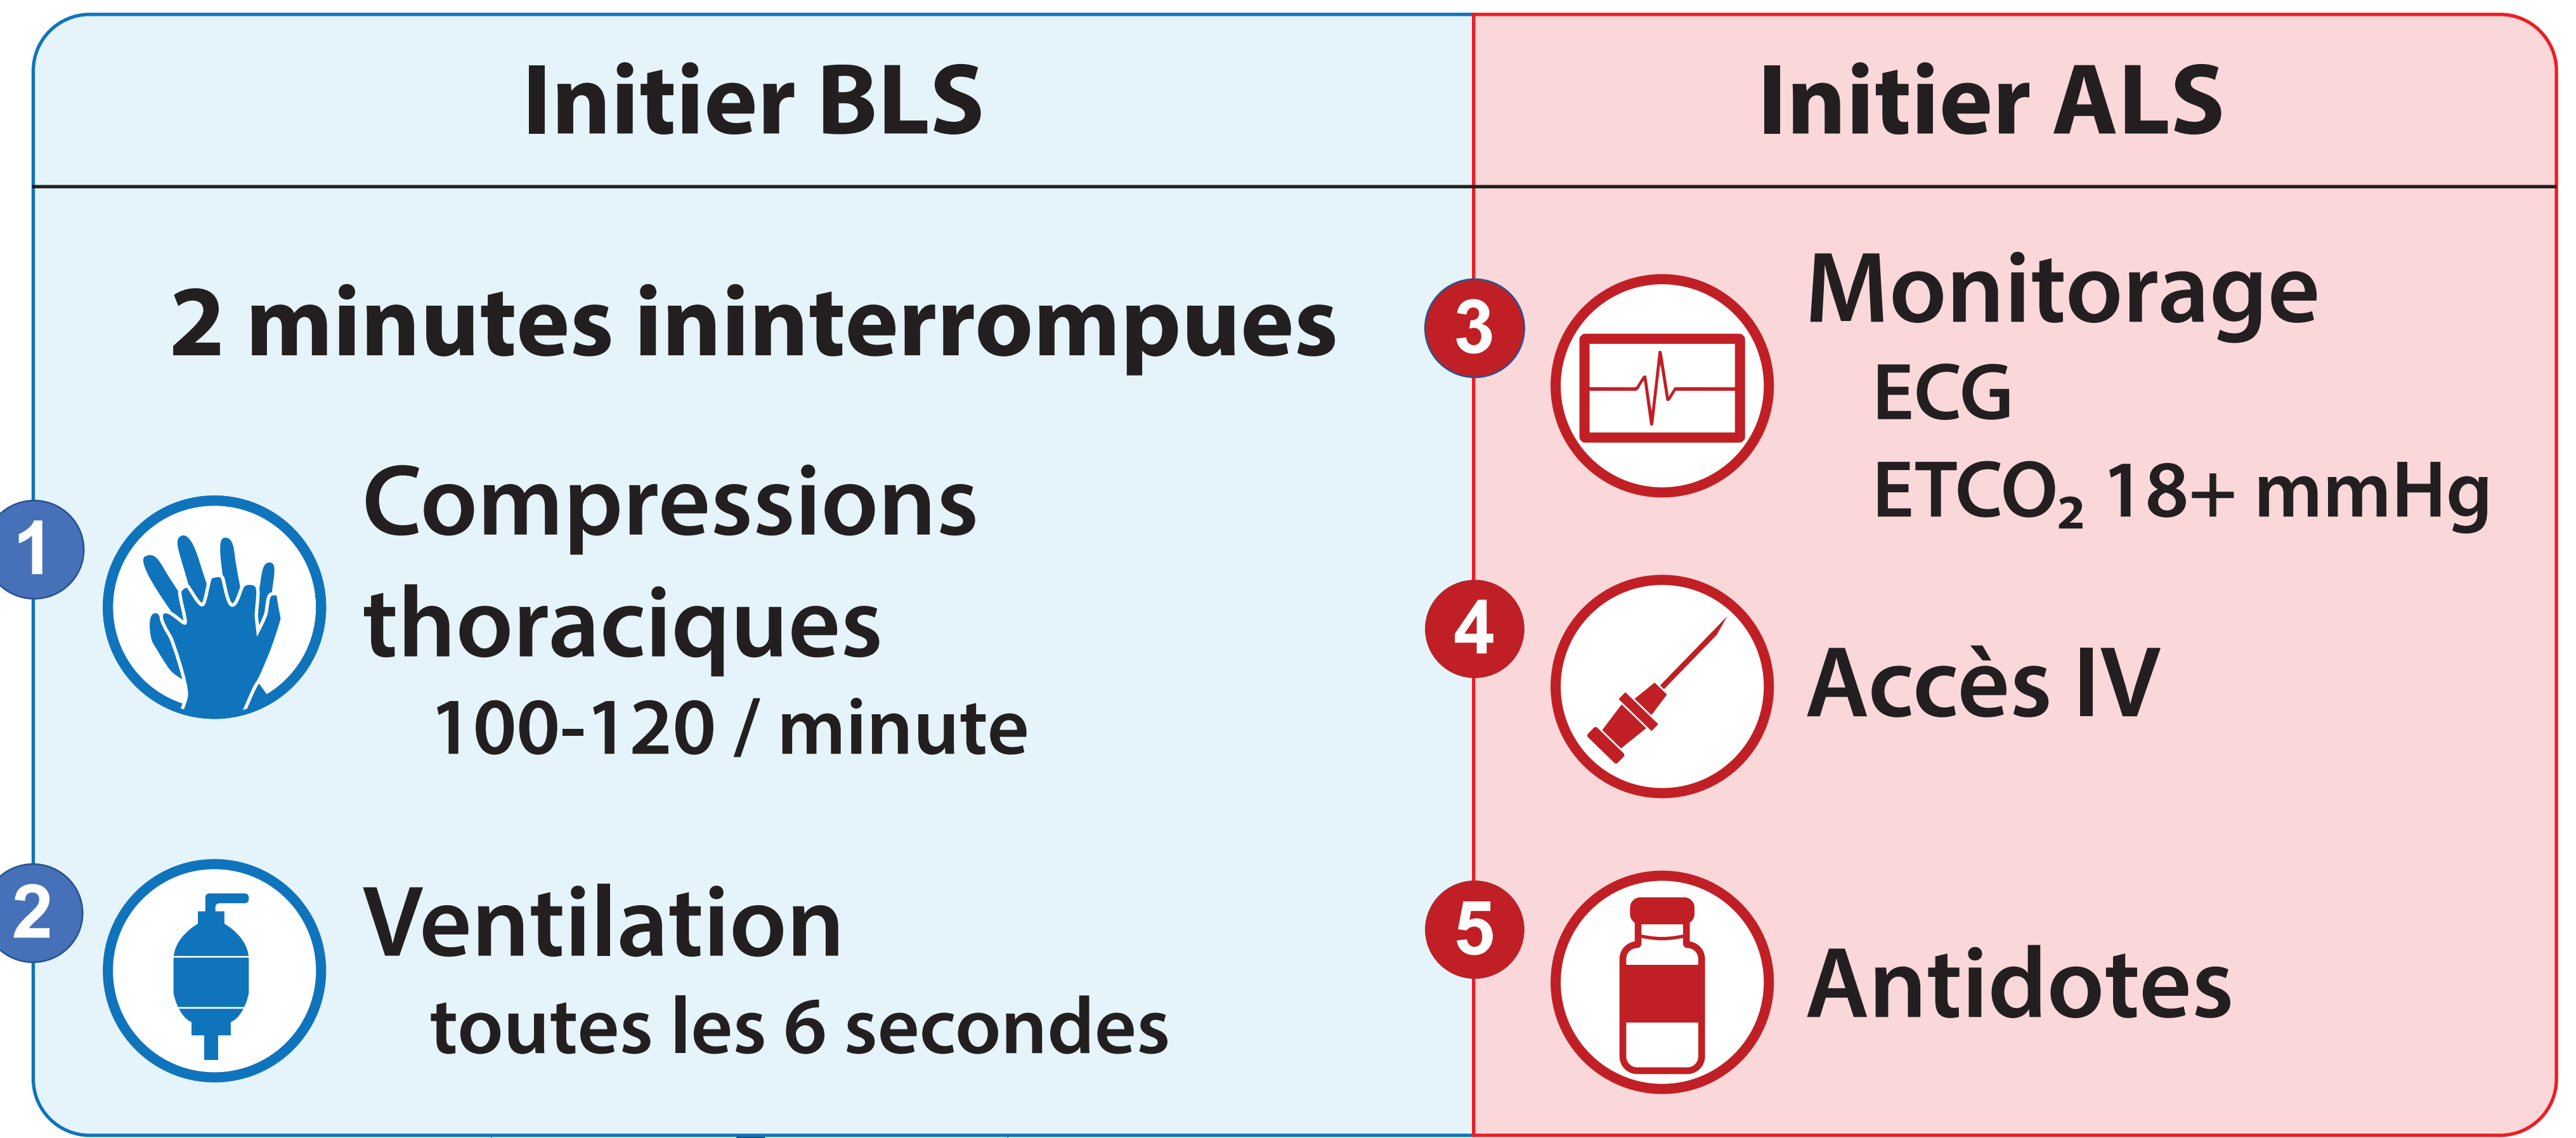 Initier BLS
2 minutes ininterrompues
1
Compressions
thoraciques
100-120 / minute
2
Ventilation
toutes les 6 secondes
Initier ALS
3
Monitorage
ECG
ETCO₂ 18+ mmHg
4
Accès IV
5
Antidotes